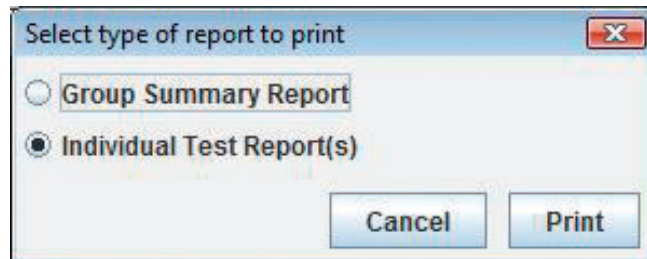 Select type of report to print
Group Summary Report
Individual Test Report(s)
Cancel Print